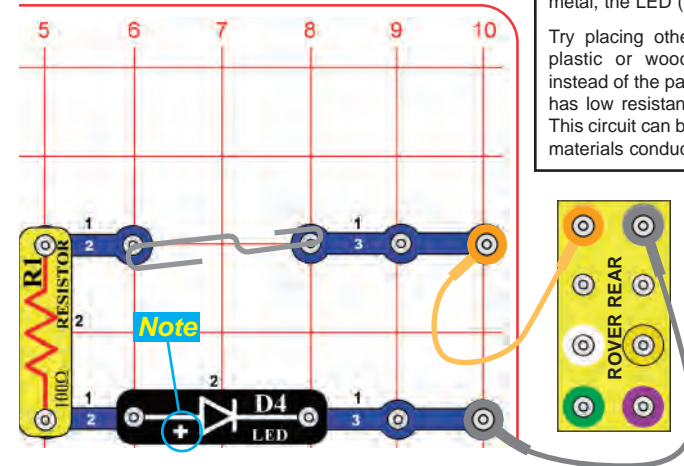 metal, the LED (
Try placing othe
plastic or wood
instead of the pa
has low resistan
This circuit can b
materials conduc
5 6 7 8 9 10
1
2
1
3
R1
RESISTOR
100Ω
2
Note
1
2
2
D4
LED
+
1
3
ROVER REAR